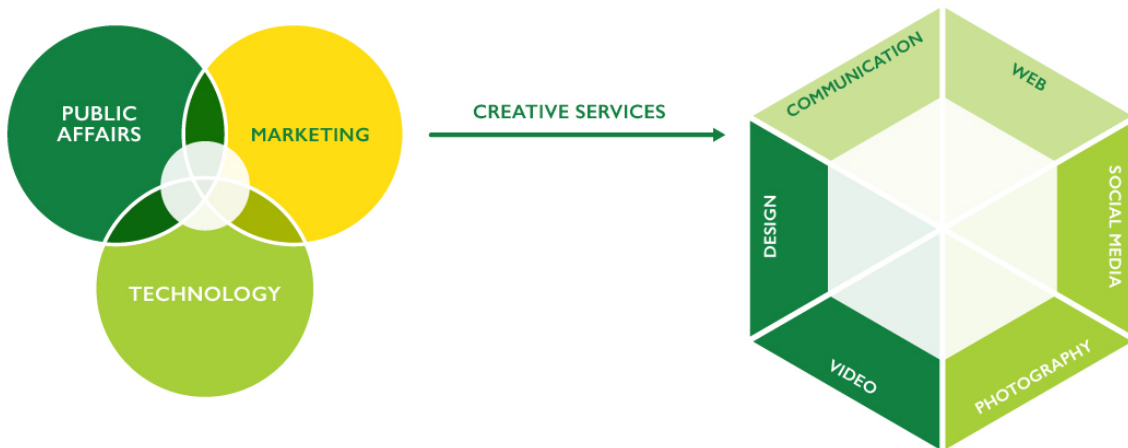 PUBLIC
AFFAIRS
MARKETING
TECHNOLOGY
CREATIVE SERVICES
COMMUNICATION
WEB
DESIGN
SOCIAL MEDIA
VIDEO
PHOTOGRAPHY